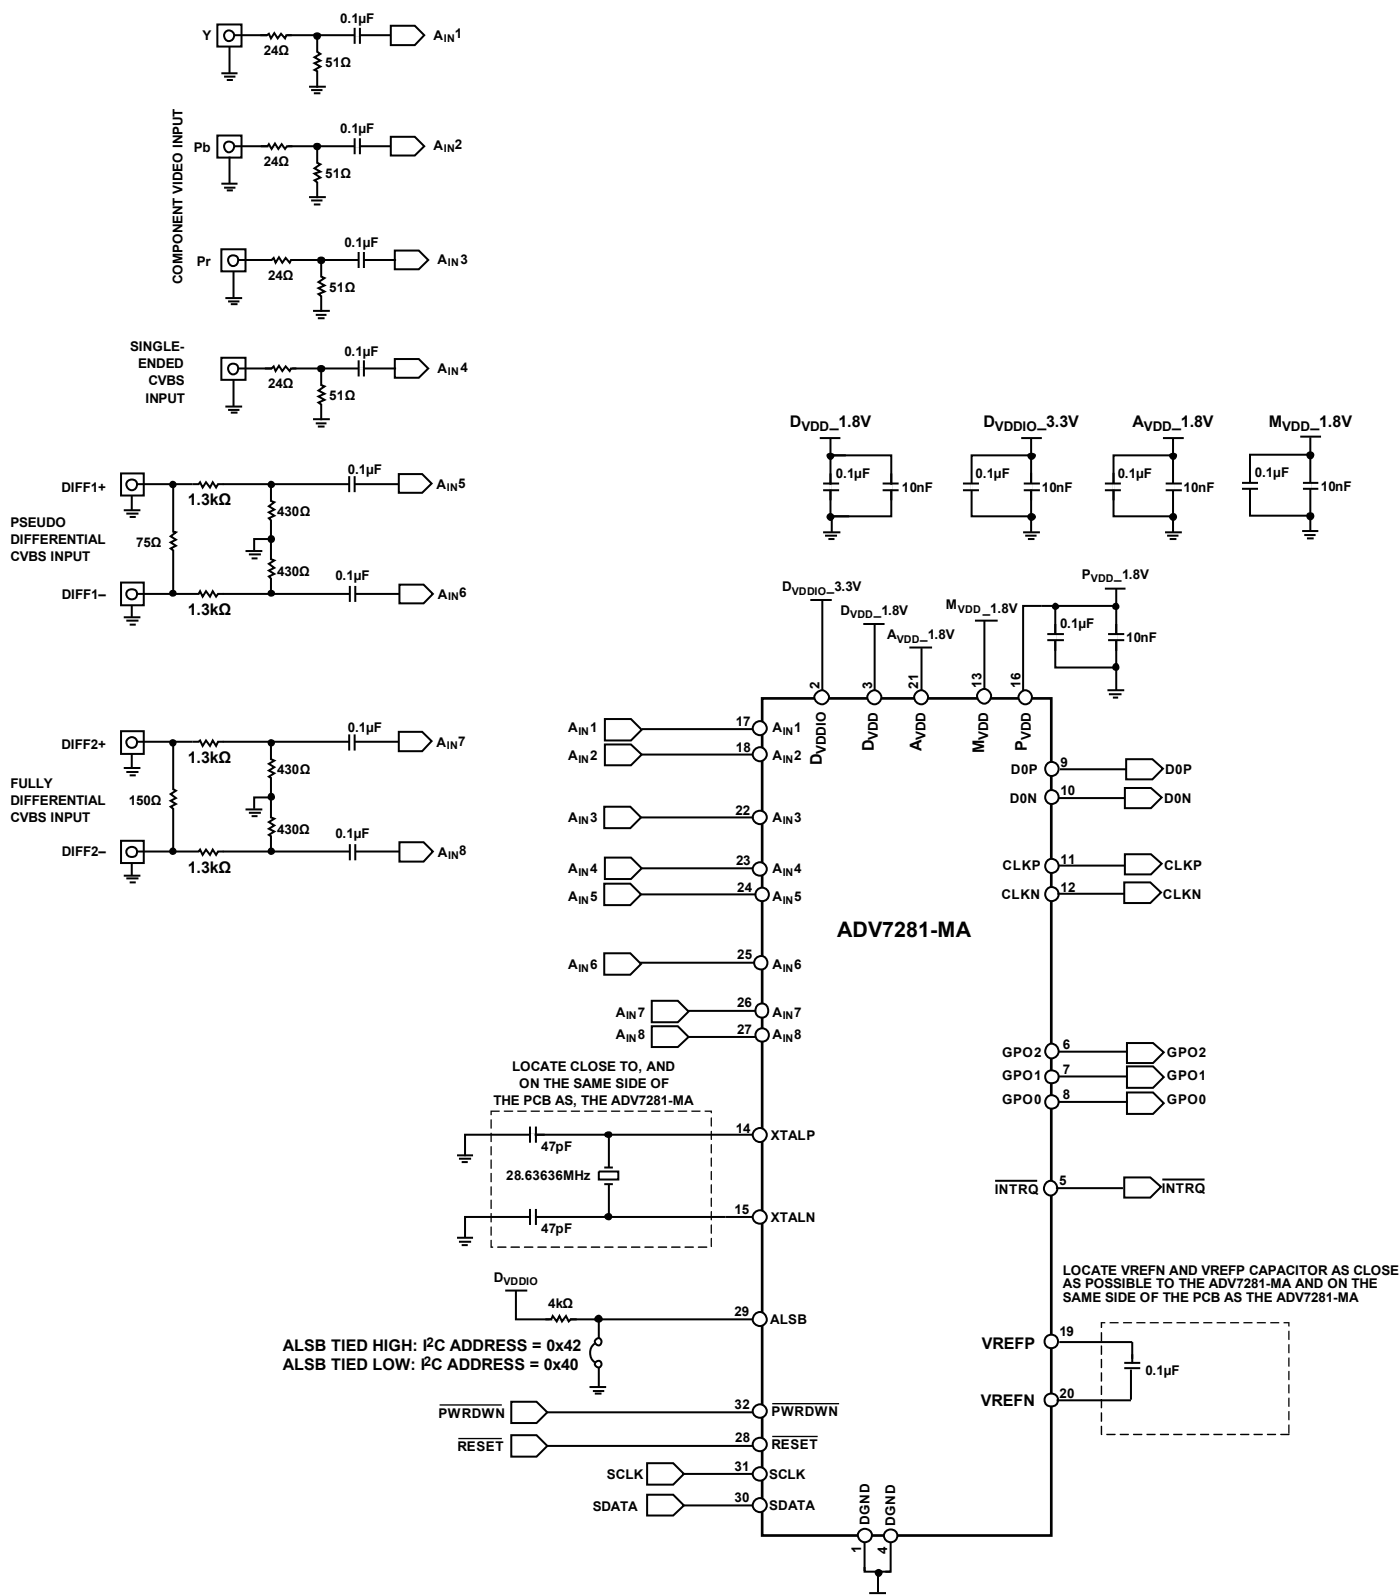 Y
24Ω
51Ω
0.1µF
AIN1
COMPONENT VIDEO INPUT
Pb
24Ω
51Ω
0.1µF
AIN2
Pr
24Ω
51Ω
0.1µF
AIN3
SINGLE-
ENDED
CVBS
INPUT
24Ω
51Ω
0.1µF
AIN4
DIFF1+
1.3kΩ
0.1µF
AIN5
PSEUDO
DIFFERENTIAL
CVBS INPUT
75Ω
430Ω
430Ω
DIFF1–
1.3kΩ
0.1µF
AIN6
DIFF2+
1.3kΩ
0.1µF
AIN7
FULLY
DIFFERENTIAL
CVBS INPUT
150Ω
430Ω
430Ω
DIFF2–
1.3kΩ
0.1µF
AIN8
DVDD_1.8V
0.1µF
10nF
DVDDIO_3.3V
0.1µF
10nF
AVDD_1.8V
0.1µF
10nF
MVDD_1.8V
0.1µF
10nF
DVDDIO_3.3V
DVDD_1.8V
AVDD_1.8V
MVDD_1.8V
PVDD_1.8V
0.1µF
10nF
2
3
21
13
16
DVDDIO
DVDD
AVDD
MVDD
PVDD
AIN1 17 AIN1
AIN2 18 AIN2
AIN3 22 AIN3
AIN4 23 AIN4
AIN5 24 AIN5
AIN6 25 AIN6
AIN7 26 AIN7
AIN8 27 AIN8
D0P 9 D0P
D0N 10 D0N
CLKP 11 CLKP
CLKN 12 CLKN
ADV7281-MA
GPO2 6 GPO2
GPO1 7 GPO1
GPO0 8 GPO0
INTRQ 5 INTRQ
LOCATE CLOSE TO, AND
ON THE SAME SIDE OF
THE PCB AS, THE ADV7281-MA
47pF
14 XTALP
28.63636MHz
47pF
15 XTALN
DVDDIO
4kΩ
29 ALSB
ALSB TIED HIGH: I2C ADDRESS = 0x42
ALSB TIED LOW: I2C ADDRESS = 0x40
PWRDWN 32 PWRDWN
RESET 28 RESET
SCLK 31 SCLK
SDATA 30 SDATA
LOCATE VREFN AND VREFP CAPACITOR AS CLOSE
AS POSSIBLE TO THE ADV7281-MA AND ON THE
SAME SIDE OF THE PCB AS THE ADV7281-MA
VREFP 19
0.1µF
VREFN 20
DGND
DGND
1
4